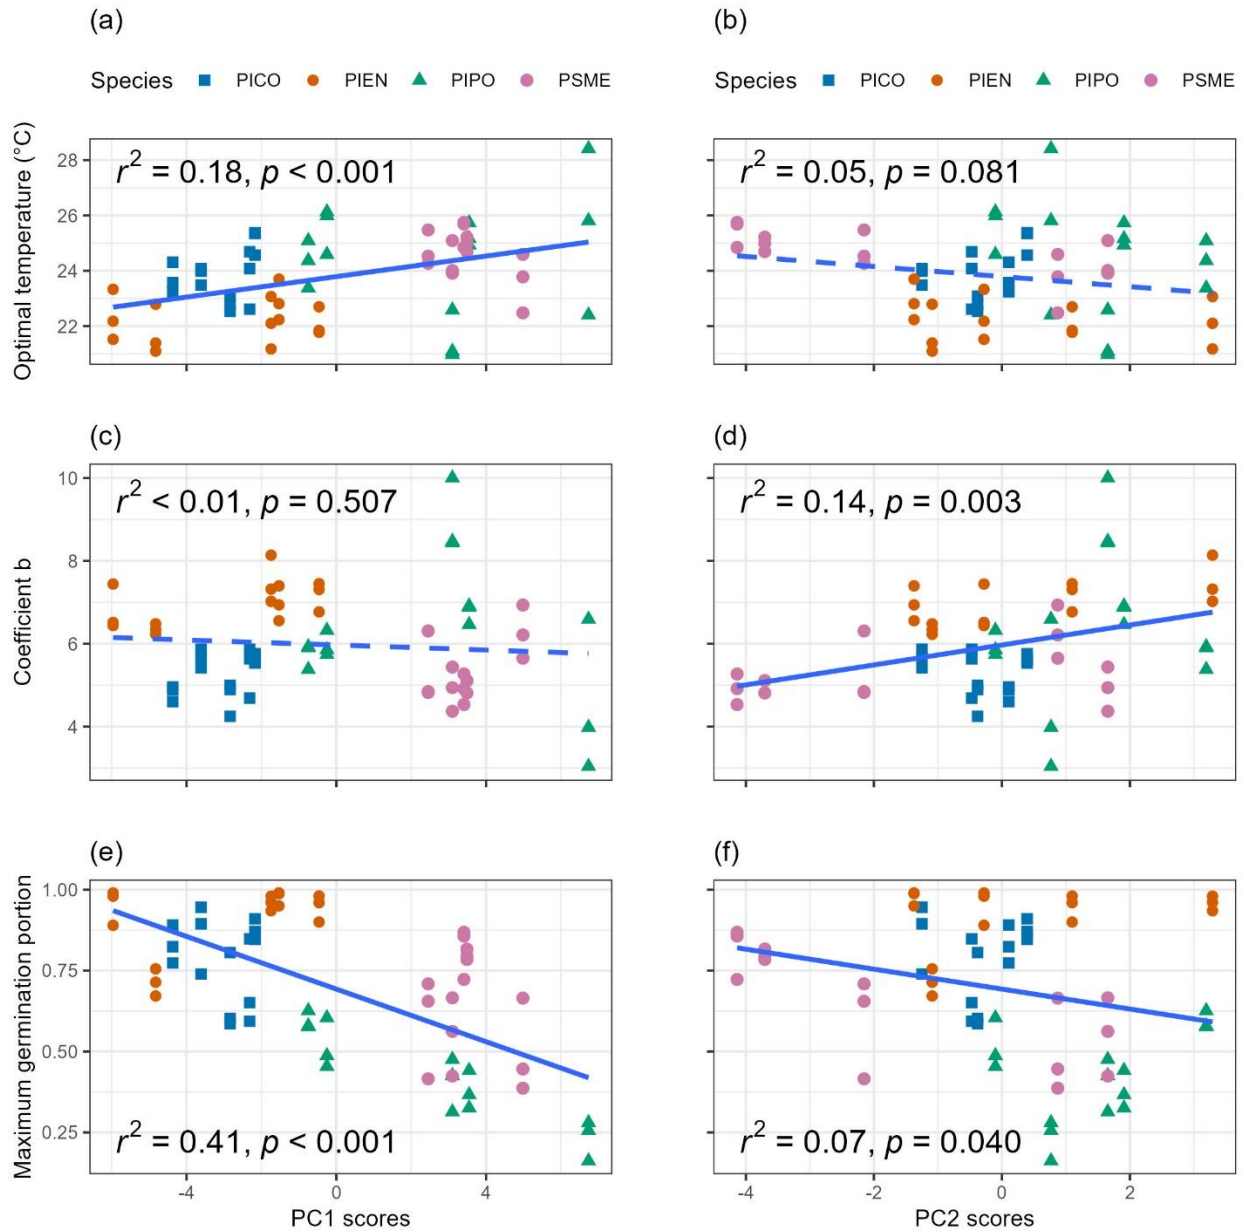 (a)
(b)
Species PICO PIEN PIPO PSME
Species PICO PIEN PIPO PSME
Optimal temperature (°C)
28
26
24
22
r² = 0.18, p < 0.001
r² = 0.05, p = 0.081
(c)
(d)
Coefficient b
10
8
6
4
r² < 0.01, p = 0.507
r² = 0.14, p = 0.003
(e)
(f)
Maximum germination portion
1.00
0.75
0.50
0.25
r² = 0.41, p < 0.001
r² = 0.07, p = 0.040
-4 0 4
PC1 scores
-4 -2 0 2
PC2 scores